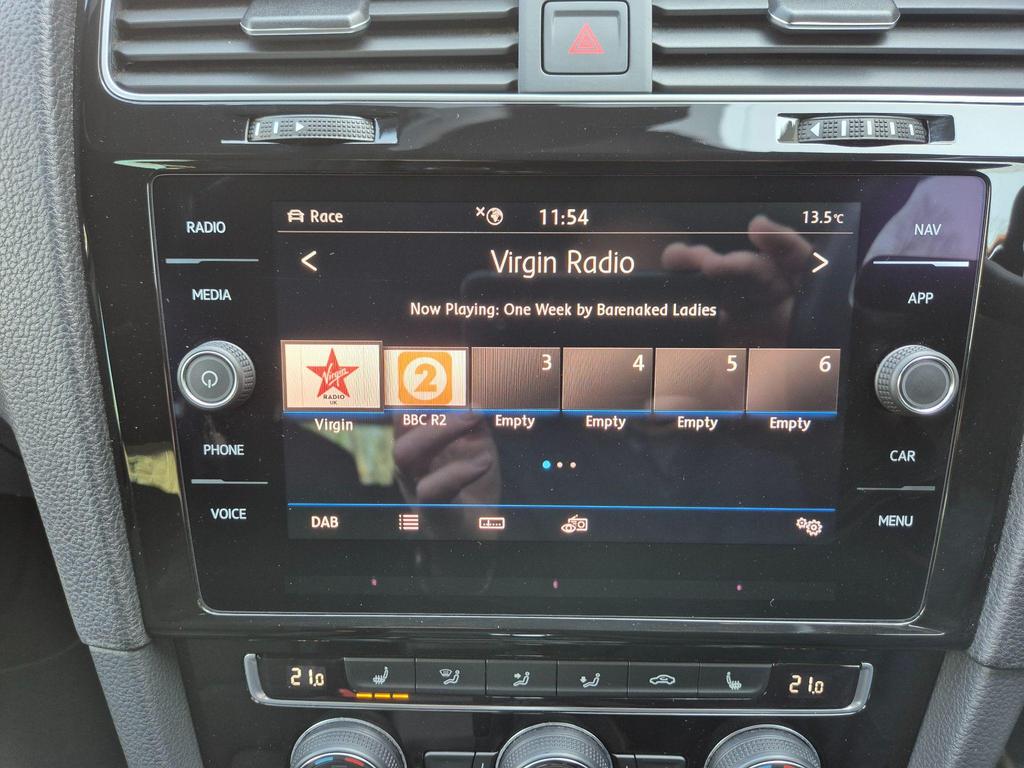 RADIO
MEDIA
PHONE
VOICE
Race
11:54
13.5°C
Virgin Radio
Now Playing: One Week by Barenaked Ladies
Virgin
RADIO
UK
2
3
4
5
6
Virgin
BBC R2
Empty
Empty
Empty
Empty
DAB
NAV
APP
CAR
MENU
21.0
21.0